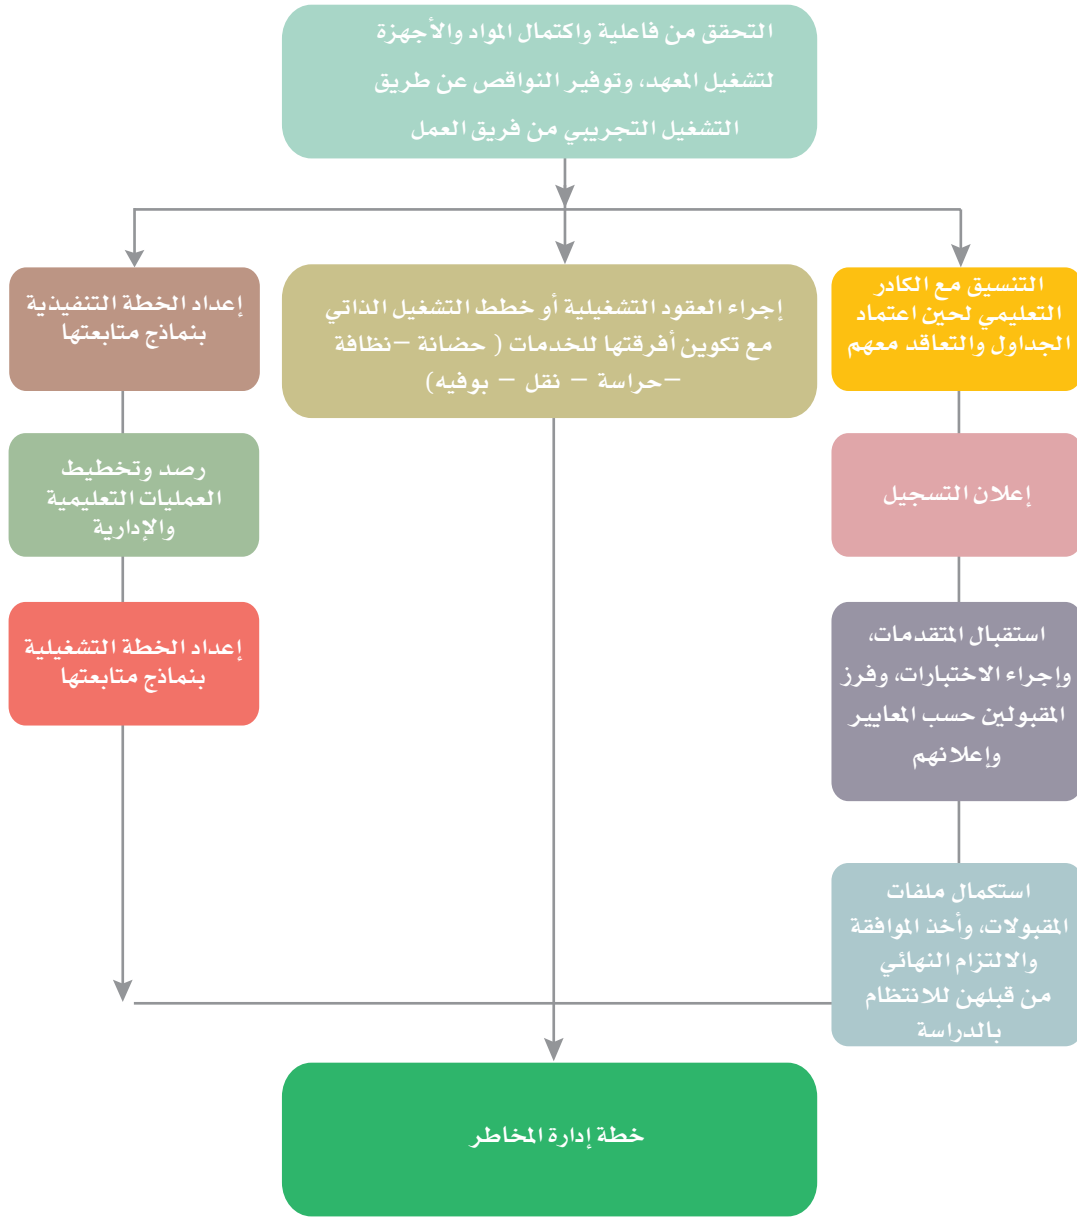 التحقق من فاعلية واكتمال المواد والأجهزة
لتشغيل المعهد، وتوفير النواقص عن طريق
التشغيل التجريبي من فريق العمل
التنسيق مع الكادر
التعليمي لحين اعتماد
الجداول والتعاقد معهم
إجراء العقود التشغيلية أو خطط التشغيل الذاتي
مع تكوين أفرقتها للخدمات ( حضانة –نظافة
–حراسة – نقل – بوفيه)
إعداد الخطة التنفيذية
بنماذج متابعتها
إعلان التسجيل
رصد وتخطيط
العمليات التعليمية
والإدارية
استقبال المتقدمات،
وإجراء الاختبارات، وفرز
المقبولين حسب المعايير
وإعلانهم
إعداد الخطة التشغيلية
بنماذج متابعتها
استكمال ملفات
المقبولات، وأخذ الموافقة
والالتزام النهائي
من قبلهن للانتظام
بالدراسة
خطة إدارة المخاطر